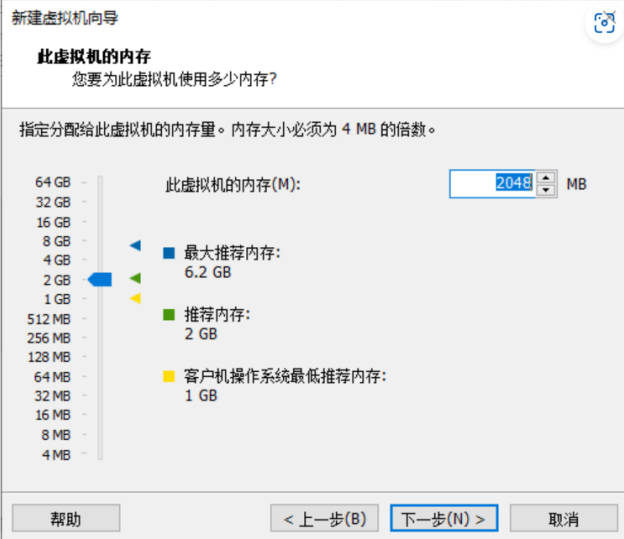 新建虚拟机向导
此虚拟机的内存
您要为此虚拟机使用多少内存?
指定分配给此虚拟机的内存量。内存大小必须为 4 MB 的倍数。
64 GB
32 GB
16 GB
8 GB
4 GB
2 GB
1 GB
512 MB
256 MB
128 MB
64 MB
32 MB
16 MB
8 MB
4 MB
此虚拟机的内存(M): 2048 MB
最大推荐内存:
6.2 GB
推荐内存:
2 GB
客户机操作系统最低推荐内存:
1 GB
帮助 < 上一步(B) 下一步(N) > 取消